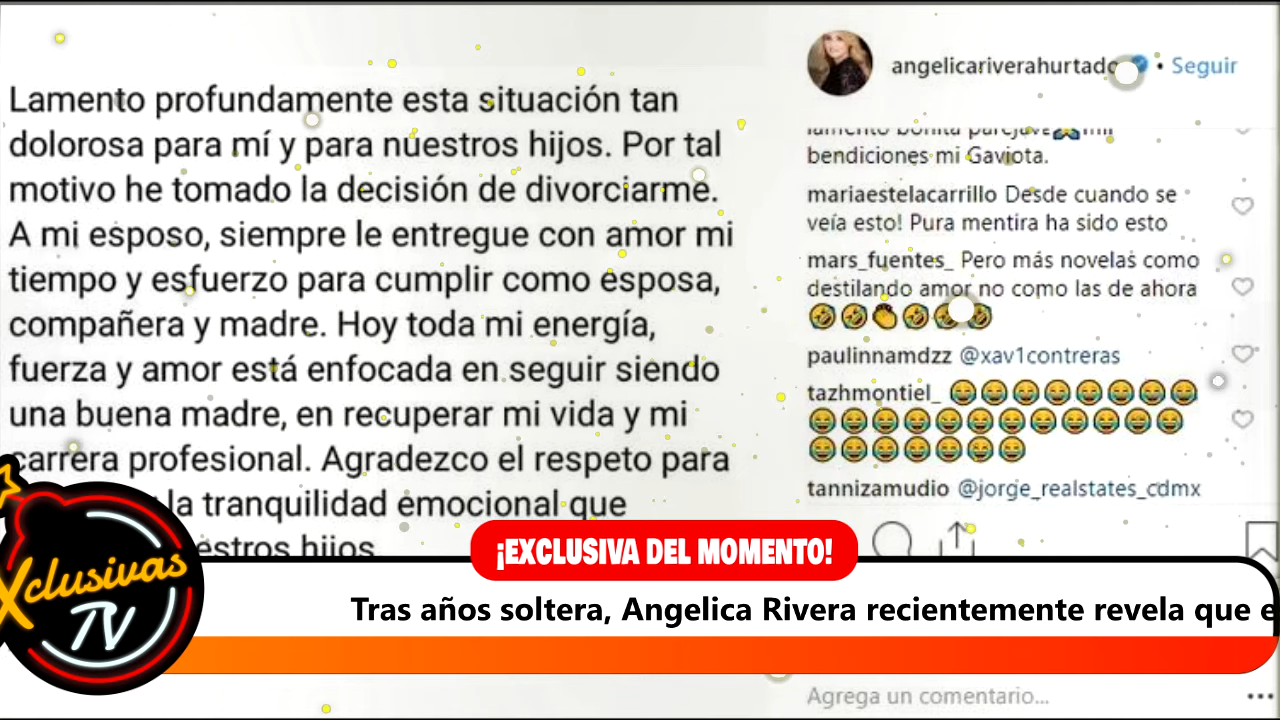 Lamento profundamente esta situación tan
dolorosa para mí y para nuestros hijos. Por tal
motivo he tomado la decisión de divorciarme.
A mi esposo, siempre le entregue con amor mi
tiempo y esfuerzo para cumplir como esposa,
compañera y madre. Hoy toda mi energía,
fuerza y amor está enfocada en seguir siendo
una buena madre, en recuperar mi vida y mi
carrera profesional. Agradezco el respeto para
la tranquilidad emocional que
hijos
angelicariverahurtado • Seguir
lamento bonita
bendiciones mi Gaviota.
mariaestelacarrillo Desde cuando se
veía esto! Pura mentira ha sido esto
mars_fuentes_ Pero más novelas como
destilando amor no como las de ahora
🤣🤣👏🤣🤣🤣
paulinnamdzz @xav1contreras
tazhmontiel_ 😂😂😂😂😂😂😂😂
😂😂😂😂😂😂😂😂😂😂😂😂
😂😂😂😂😂😂😂
tannizamudio @jorge_realstates_cdmx
¡EXCLUSIVA DEL MOMENTO!
Tras años soltera, Angelica Rivera recientemente revela que e
Xclusivas
TV
Agrega un comentario...